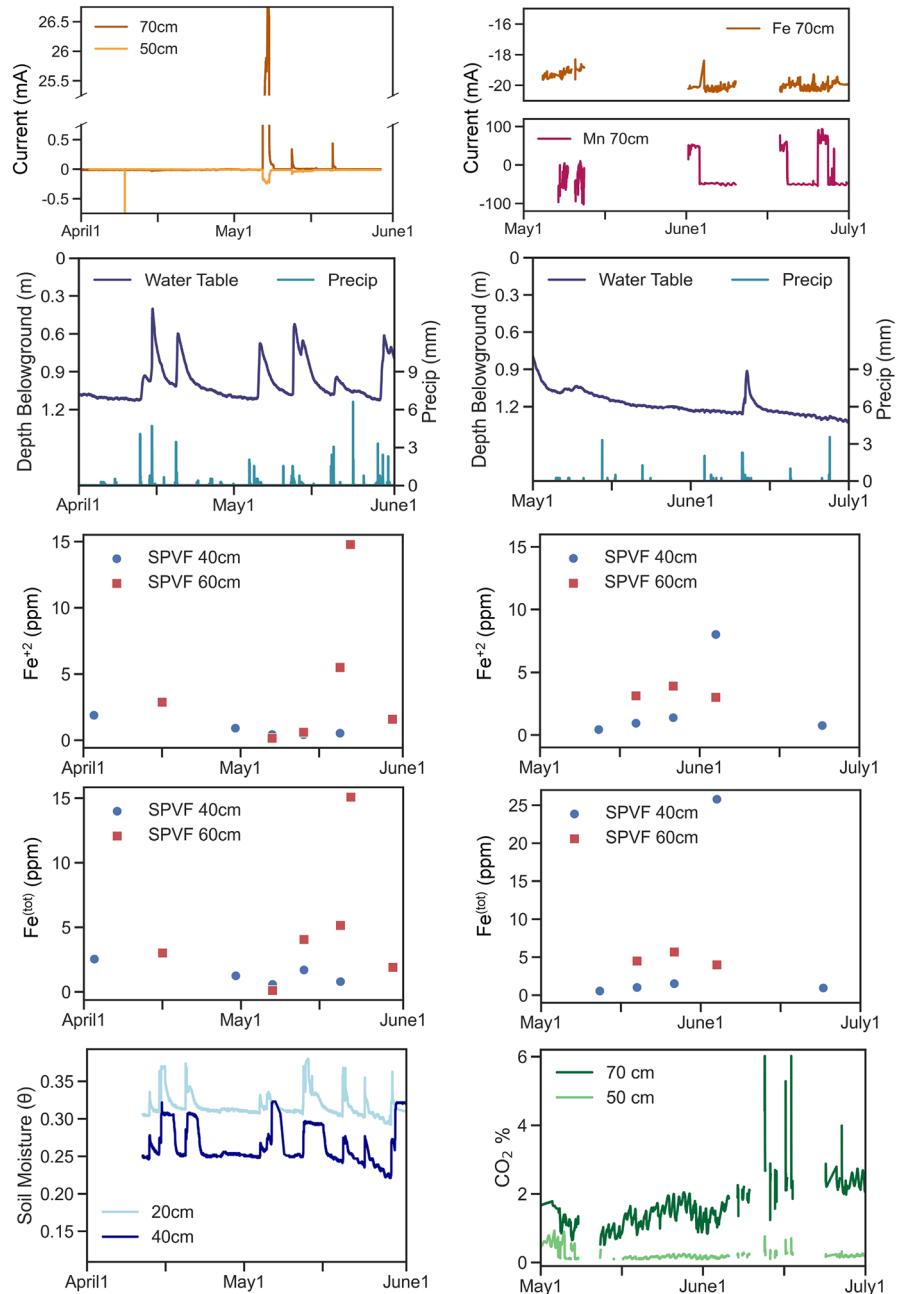 Current (mA)
26.5
26
25.5
0.5
0
-0.5
70cm
50cm
April1
May1
June1
Current (mA)
-16
-18
-20
Fe 70cm
Current (mA)
100
0
-100
Mn 70cm
May1
June1
July1
Depth Belowground (m)
0
0.3
0.6
0.9
1.2
Water Table
Precip
Precip (mm)
9
6
3
0
April1
May1
June1
Depth Belowground (m)
0
0.3
0.6
0.9
1.2
Water Table
Precip
Precip (mm)
9
6
3
0
May1
June1
July1
Fe+2 (ppm)
15
10
5
0
SPVF 40cm
SPVF 60cm
April1
May1
June1
Fe+2 (ppm)
15
10
5
0
SPVF 40cm
SPVF 60cm
May1
June1
July1
Fe(tot) (ppm)
15
10
5
0
SPVF 40cm
SPVF 60cm
April1
May1
June1
Fe(tot) (ppm)
25
20
15
10
5
0
SPVF 40cm
SPVF 60cm
May1
June1
July1
Soil Moisture (θ)
0.35
0.30
0.25
0.20
0.15
20cm
40cm
April1
May1
June1
CO2 %
6
4
2
0
70 cm
50 cm
May1
June1
July1